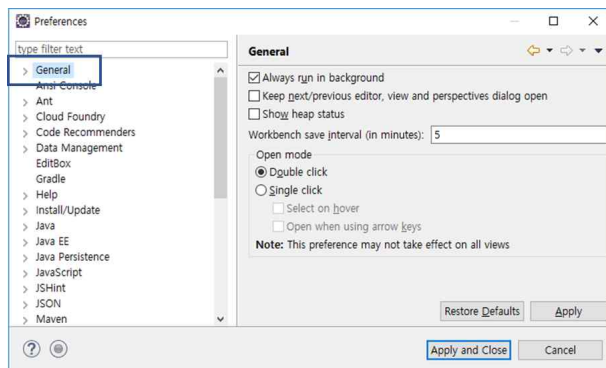 Preferences
type filter text
General
Ansi Console
Ant
Cloud Foundry
Code Recommenders
Data Management
EditBox
Gradle
Help
Install/Update
Java
Java EE
Java Persistence
JavaScript
JSHint
JSON
Maven
General
Always run in background
Keep next/previous editor, view and perspectives dialog open
Show heap status
Workbench save interval (in minutes): 5
Open mode
Double click
Single click
Select on hover
Open when using arrow keys
Note: This preference may not take effect on all views
Restore Defaults Apply
Apply and Close Cancel